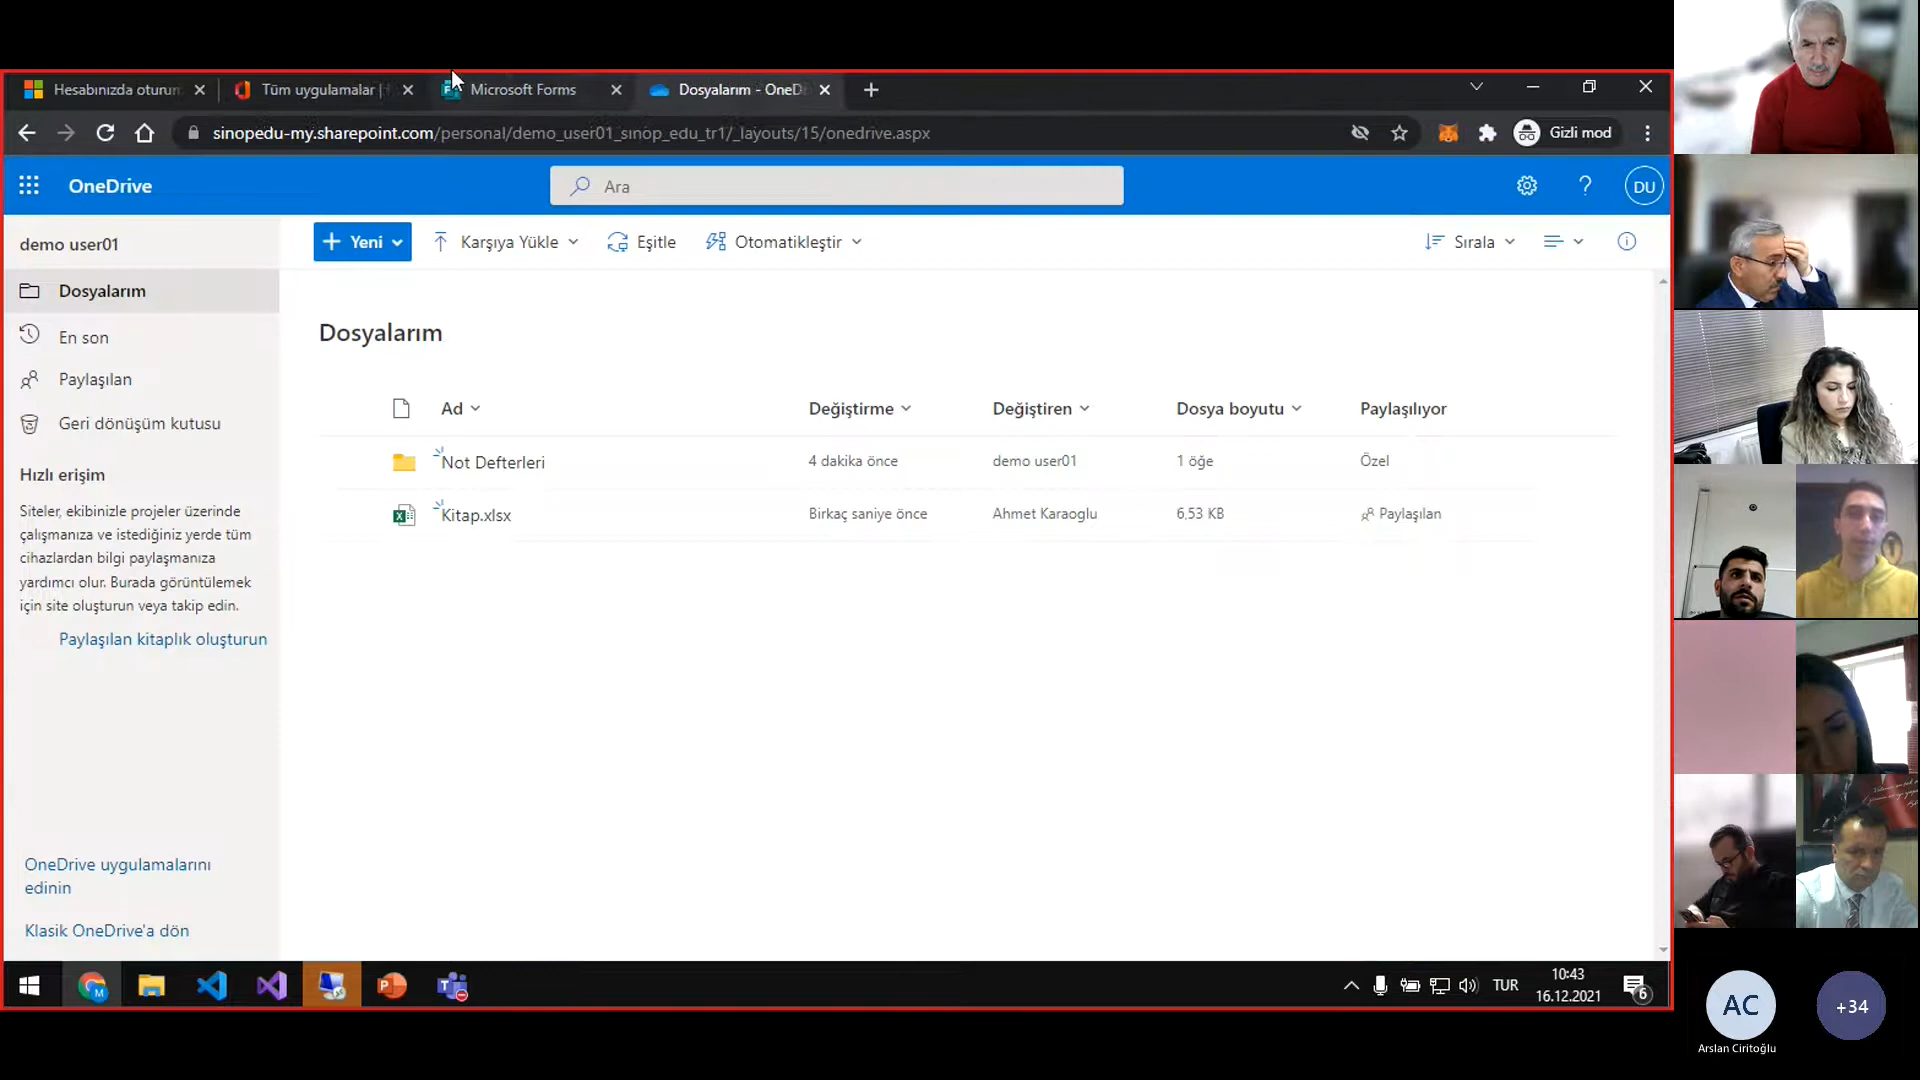 Hesabınızda oturum
Tüm uygulamalar |
Microsoft Forms
Dosyalarım - OneD
sinopedu-my.sharepoint.com/personal/demo_user01_sinop_edu_tr1/_layouts/15/onedrive.aspx
Gizli mod
OneDrive
Ara
DU
demo user01
Yeni
Karşıya Yükle
Eşitle
Otomatikleştir
Sırala
Dosyalarım
En son
Paylaşılan
Geri dönüşüm kutusu
Hızlı erişim
Siteler, ekibinizle projeler üzerinde
çalışmanıza ve istediğiniz yerde tüm
cihazlardan bilgi paylaşmanıza
yardımcı olur. Burada görüntülemek
için site oluşturun veya takip edin.
Paylaşılan kitaplık oluşturun
OneDrive uygulamalarını
edinin
Klasik OneDrive'a dön
Dosyalarım
Ad Değiştirme Değiştiren Dosya boyutu Paylaşılıyor
Not Defterleri 4 dakika önce demo user01 1 öğe Özel
Kitap.xlsx Birkaç saniye önce Ahmet Karaoglu 6,53 KB Paylaşılan
TUR
10:43
16.12.2021
6
AC
Arslan Ciritoğlu
+34